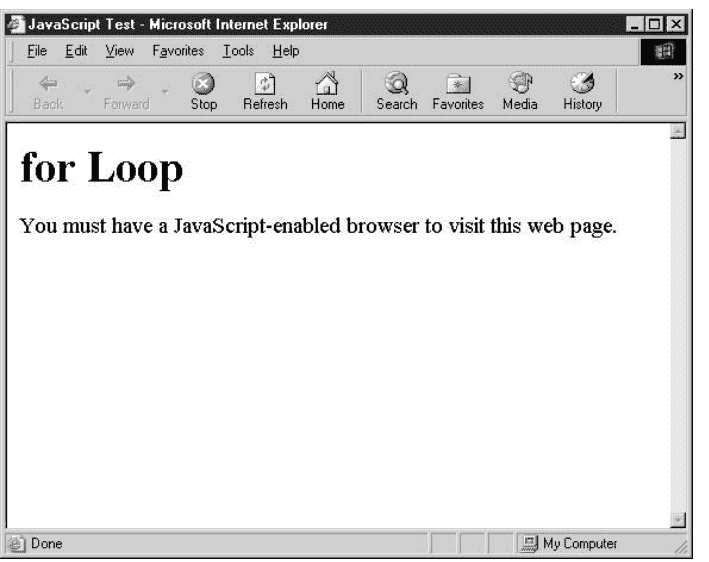 JavaScript Test - Microsoft Internet Explorer
File Edit View Favorites Tools Help
Back Forward Stop Refresh Home Search Favorites Media History »
for Loop
You must have a JavaScript-enabled browser to visit this web page.
Done My Computer